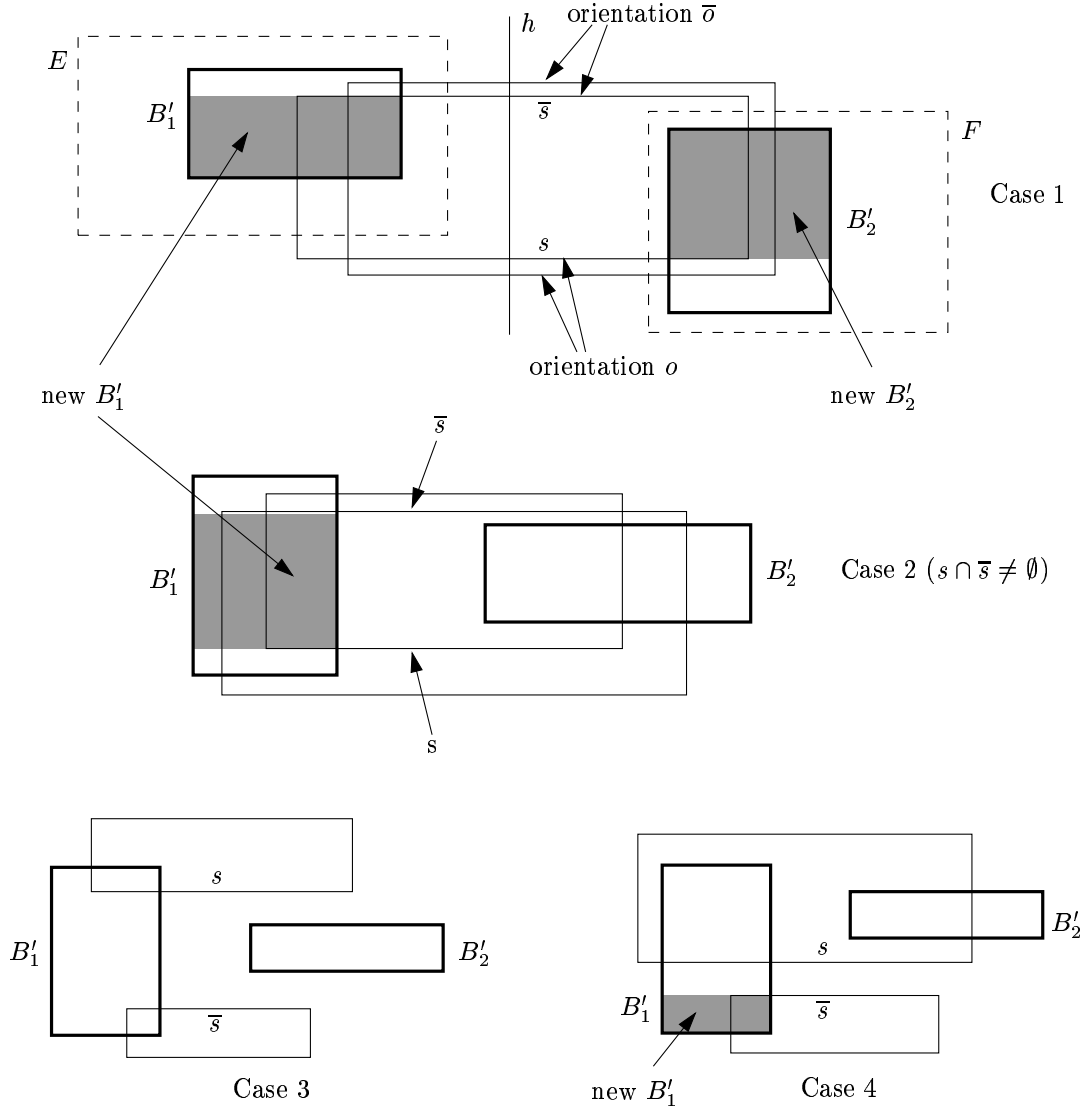 orientation o̅
h
E
B′₁
s̅
F
Case 1
B′₂
s
orientation o
new B′₁
new B′₂
s̅
B′₁
B′₂
Case 2 (s ∩ s̅ ≠ ∅)
s
s
B′₁
B′₂
s̅
Case 3
s
B′₂
B′₁
s̅
new B′₁
Case 4